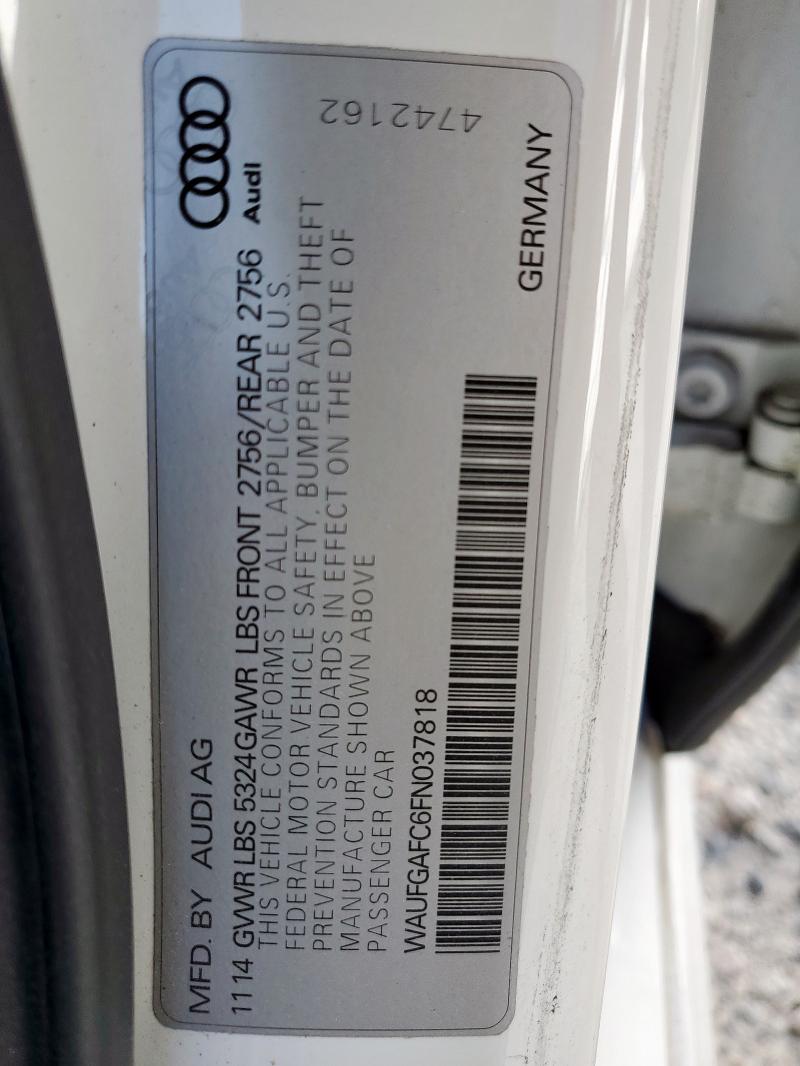 MFD. BY AUDI AG
Audi
11 14 GVWR LBS 5324 GAWR LBS FRONT 2756/REAR 2756
THIS VEHICLE CONFORMS TO ALL APPLICABLE U.S.
FEDERAL MOTOR VEHICLE SAFETY, BUMPER AND THEFT
PREVENTION STANDARDS IN EFFECT ON THE DATE OF
MANUFACTURE SHOWN ABOVE
PASSENGER CAR
4742162
WAUFGAFC6FN037818
GERMANY